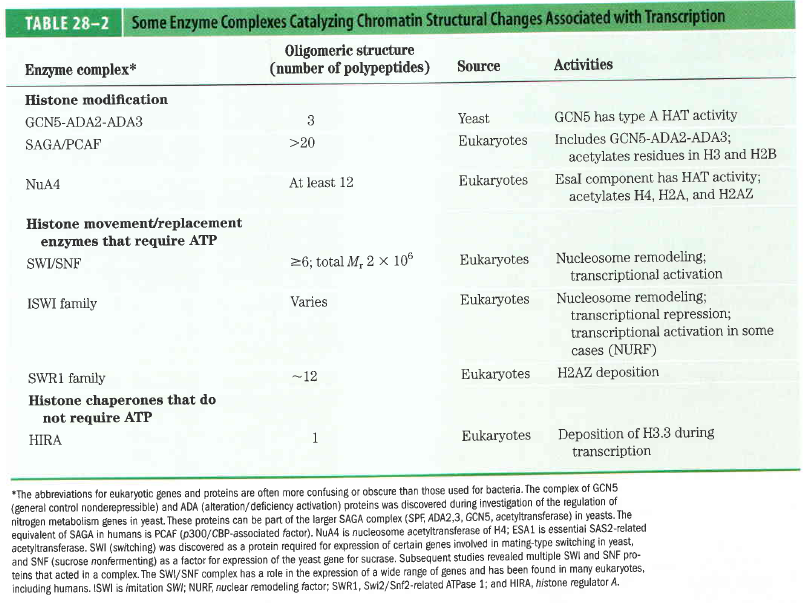 TABLE 28–2 Some Enzyme Complexes Catalyzing Chromatin Structural Changes Associated with Transcription
Oligomeric structure
Enzyme complex* (number of polypeptides) Source Activities
Histone modification
GCN5-ADA2-ADA3 3 Yeast GCN5 has type A HAT activity
SAGA/PCAF >20 Eukaryotes Includes GCN5-ADA2-ADA3;
acetylates residues in H3 and H2B
NuA4 At least 12 Eukaryotes EsaI component has HAT activity;
acetylates H4, H2A, and H2AZ
Histone movement/replacement
enzymes that require ATP
SWI/SNF ≥6; total Mr 2 × 10⁶ Eukaryotes Nucleosome remodeling;
transcriptional activation
ISWI family Varies Eukaryotes Nucleosome remodeling;
transcriptional repression;
transcriptional activation in some
cases (NURF)
SWR1 family ~12 Eukaryotes H2AZ deposition
Histone chaperones that do
not require ATP
HIRA 1 Eukaryotes Deposition of H3.3 during
transcription
*The abbreviations for eukaryotic genes and proteins are often more confusing or obscure than those used for bacteria. The complex of GCN5
(general control nonderepressible) and ADA (alteration/deficiency activation) proteins was discovered during investigation of the regulation of
nitrogen metabolism genes in yeast. These proteins can be part of the larger SAGA complex (SPF, ADA2,3, GCN5, acetyltransferase) in yeasts. The
equivalent of SAGA in humans is PCAF (p300/CBP-associated factor). NuA4 is nucleosome acetyltransferase of H4; ESA1 is essential SAS2-related
acetyltransferase. SWI (switching) was discovered as a protein required for expression of certain genes involved in mating-type switching in yeast,
and SNF (sucrose nonfermenting) as a factor for expression of the yeast gene for sucrase. Subsequent studies revealed multiple SWI and SNF pro-
teins that acted in a complex. The SWI/SNF complex has a role in the expression of a wide range of genes and has been found in many eukaryotes,
including humans. ISWI is imitation SWI; NURF, nuclear remodeling factor; SWR1, Swi2/Snf2-related ATPase 1; and HIRA, histone regulator A.